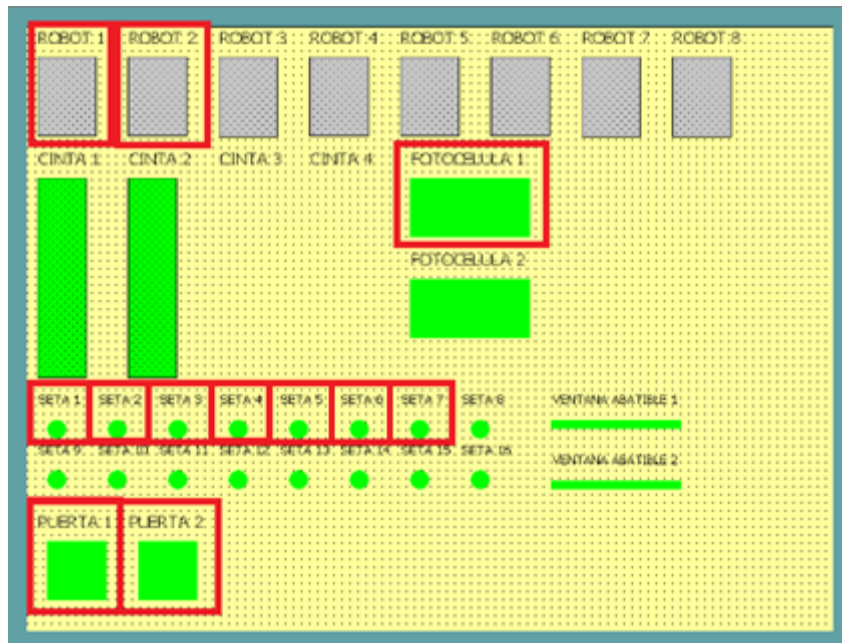 ROBOT 1 ROBOT 2 ROBOT 3 ROBOT 4 ROBOT 5 ROBOT 6 ROBOT 7 ROBOT 8
CINTA 1 CINTA 2 CINTA 3 CINTA 4 FOTOCELULA 1
FOTOCELULA 2
SETA 1 SETA 2 SETA 3 SETA 4 SETA 5 SETA 6 SETA 7 SETA 8 VENTANA ABATIBLE 1
SETA 9 SETA 10 SETA 11 SETA 12 SETA 13 SETA 14 SETA 15 SETA 16 VENTANA ABATIBLE 2
PUERTA 1 PUERTA 2